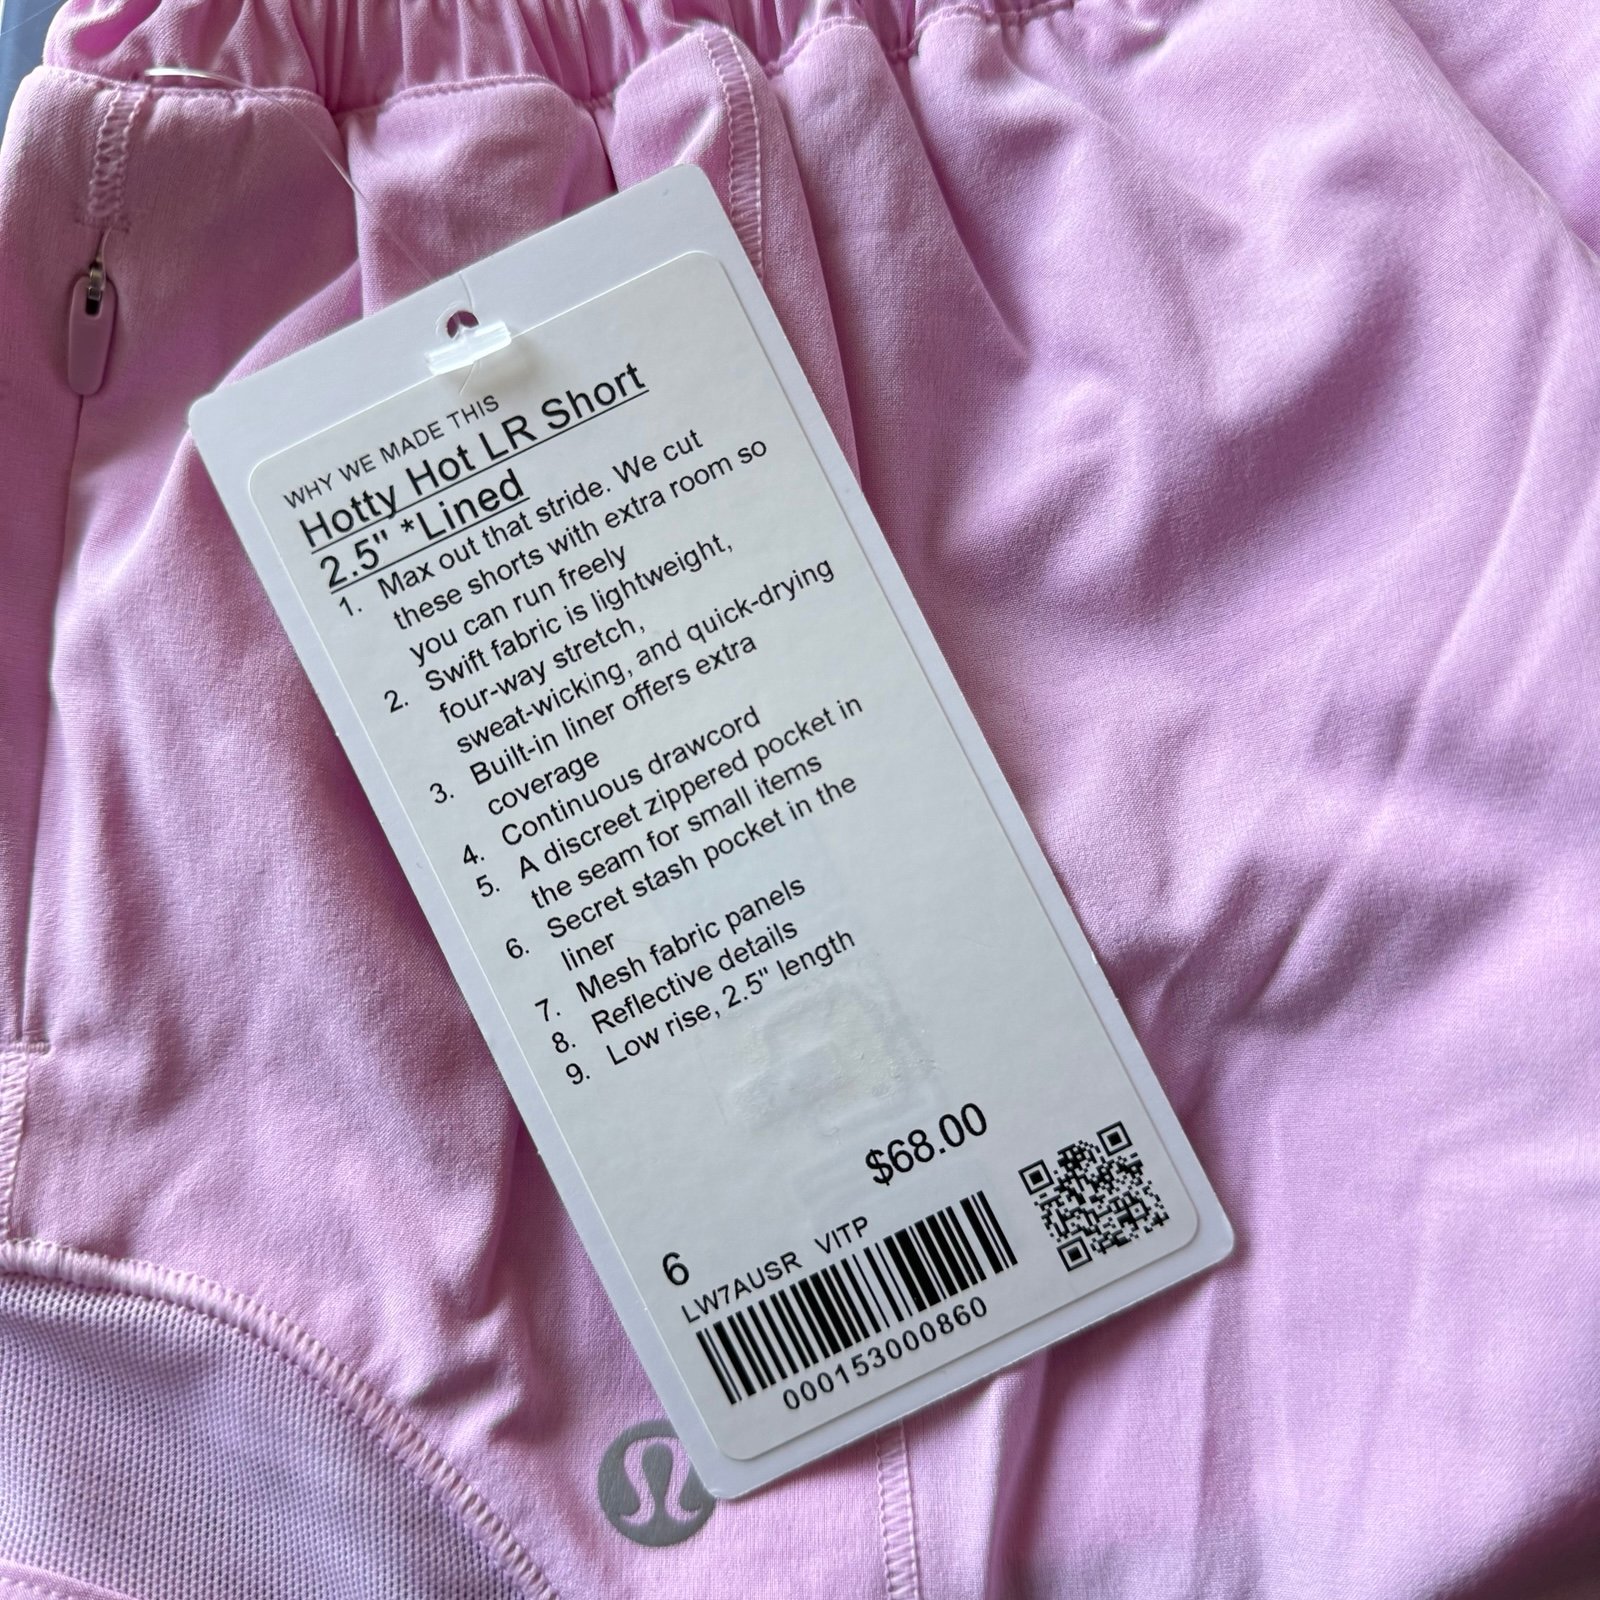 WHY WE MADE THIS
Hotty Hot LR Short
2.5" *Lined
1. Max out that stride. We cut
these shorts with extra room so
you can run freely
2. Swift fabric is lightweight,
four-way stretch,
sweat-wicking, and quick-drying
3. Built-in liner offers extra
coverage
4. Continuous drawcord
5. A discreet zippered pocket in
the seam for small items
6. Secret stash pocket in the
liner
7. Mesh fabric panels
8. Reflective details
9. Low rise, 2.5" length
$68.00
6
LW7AUSR VITP
000153000860